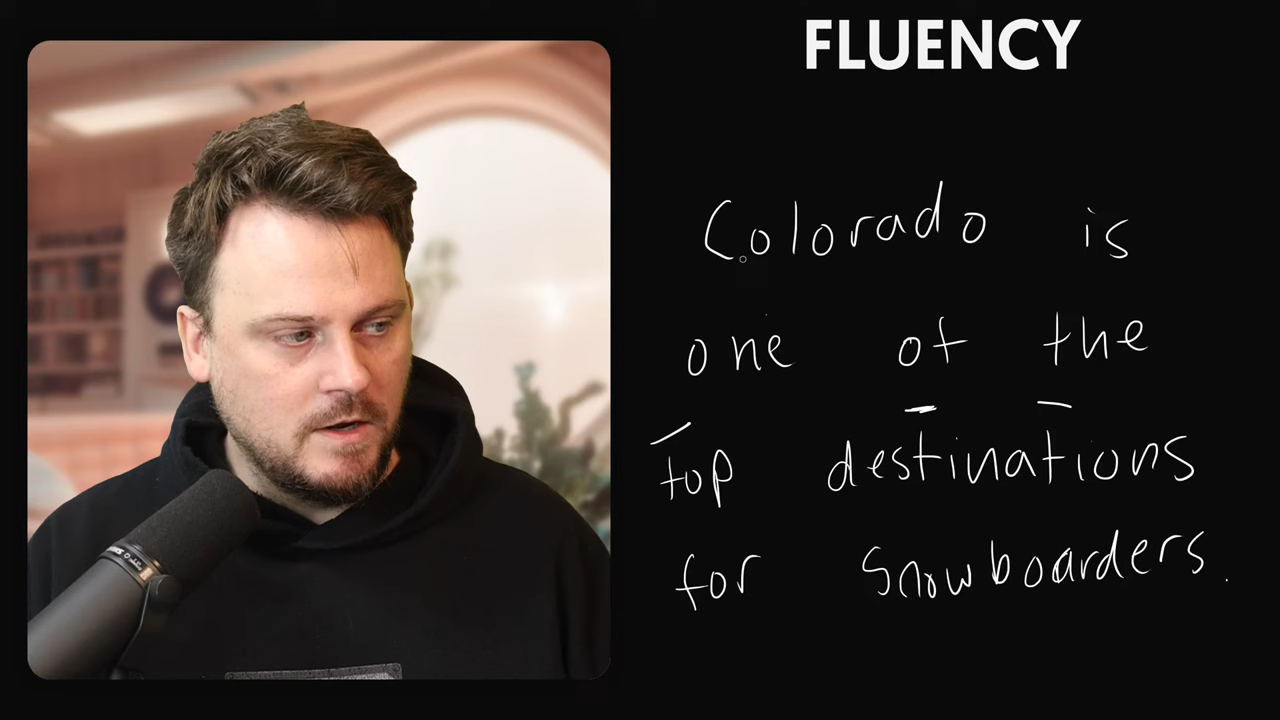 FLUENCY
Colorado is
one of the
top destinations
for snowboarders.